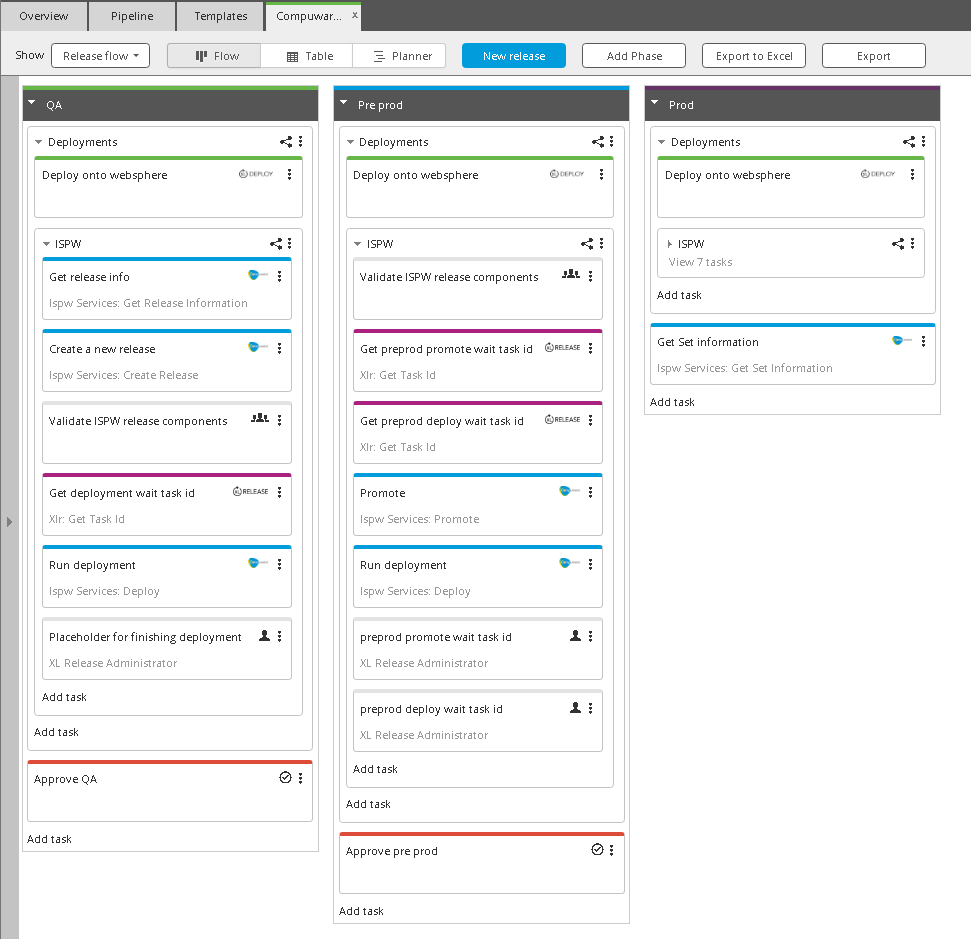 Overview
Pipeline
Templates
Compuwar... x
Show
Release flow
Flow
Table
Planner
New release
Add Phase
Export to Excel
Export
QA
Deployments
Deploy onto websphere
DEPLOY
ISPW
Get release info
Ispw Services: Get Release Information
Create a new release
Ispw Services: Create Release
Validate ISPW release components
Get deployment wait task id
RELEASE
Xlr: Get Task Id
Run deployment
Ispw Services: Deploy
Placeholder for finishing deployment
XL Release Administrator
Add task
Add task
Approve QA
Add task
Pre prod
Deployments
Deploy onto websphere
DEPLOY
ISPW
Validate ISPW release components
Get preprod promote wait task id
RELEASE
Xlr: Get Task Id
Get preprod deploy wait task id
RELEASE
Xlr: Get Task Id
Promote
Ispw Services: Promote
Run deployment
Ispw Services: Deploy
preprod promote wait task id
XL Release Administrator
preprod deploy wait task id
XL Release Administrator
Add task
Add task
Approve pre prod
Add task
Prod
Deployments
Deploy onto websphere
DEPLOY
ISPW
View 7 tasks
Add task
Get Set information
Ispw Services: Get Set Information
Add task